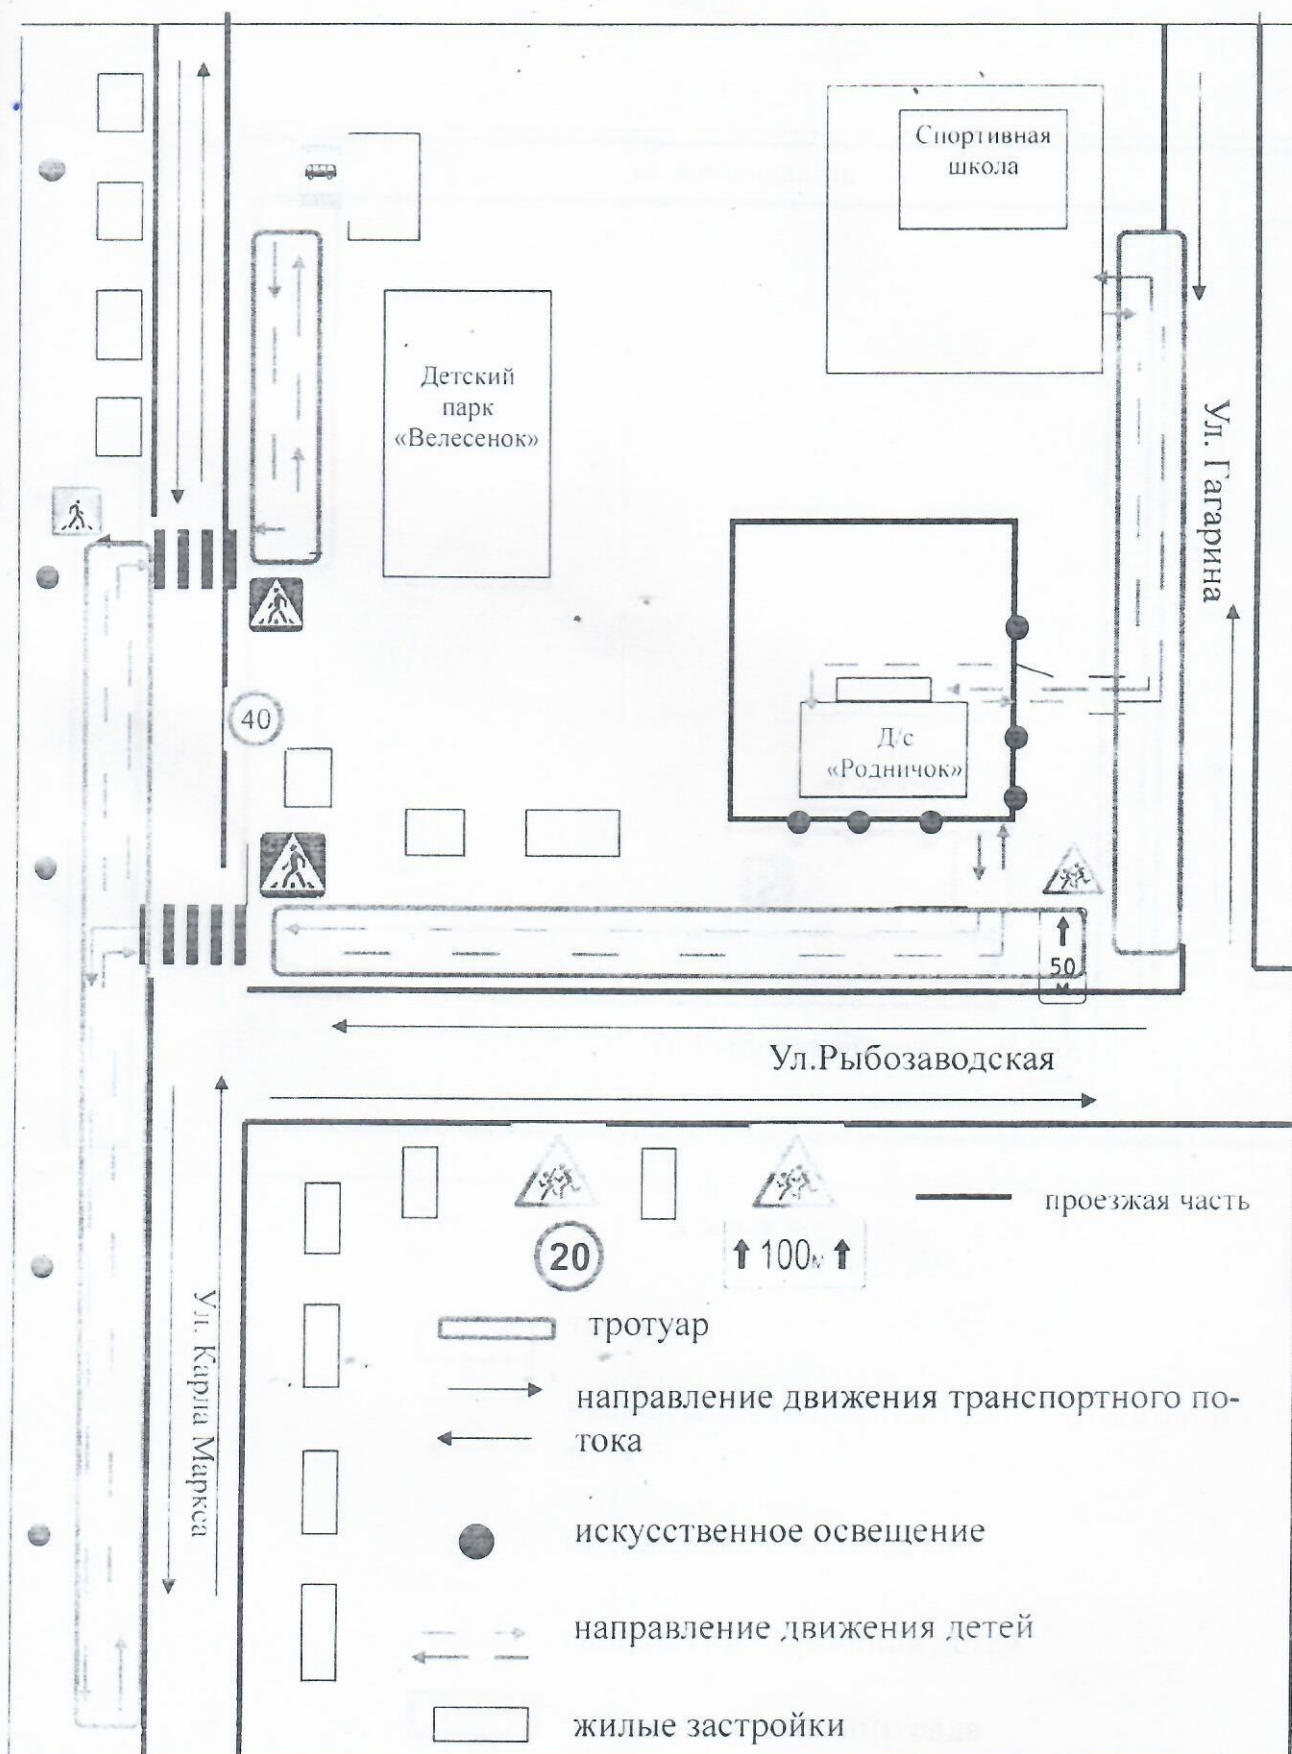 Спортивная
школа
Детский
парк
«Велесенок»
Ул. Гагарина
40
Д/с
«Родничок»
50
м
Ул.Рыбозаводская
проезжая часть
20
100м
тротуар
Ул. Карла Маркса
направление движения транспортного по-
тока
искусственное освещение
направление движения детей
жилые застройки